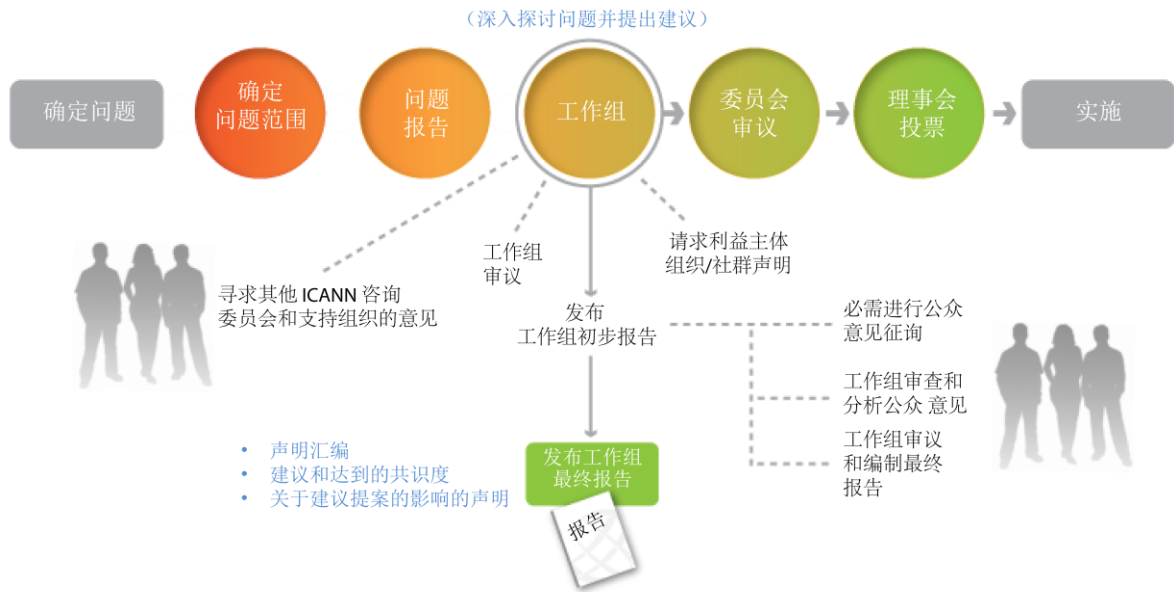 （深入探讨问题并提出建议）
确定问题
确定
问题范围
问题
报告
工作组
委员会
审议
理事会
投票
实施
寻求其他 ICANN 咨询
委员会和支持组织的意见
工作组
审议
请求利益主体
组织/社群声明
发布
工作组初步报告
必需进行公众
意见征询
工作组审查和
分析公众 意见
工作组审议
和编制最终
报告
• 声明汇编
• 建议和达到的共识度
• 关于建议提案的影响的声明
发布工作组
最终报告
报告